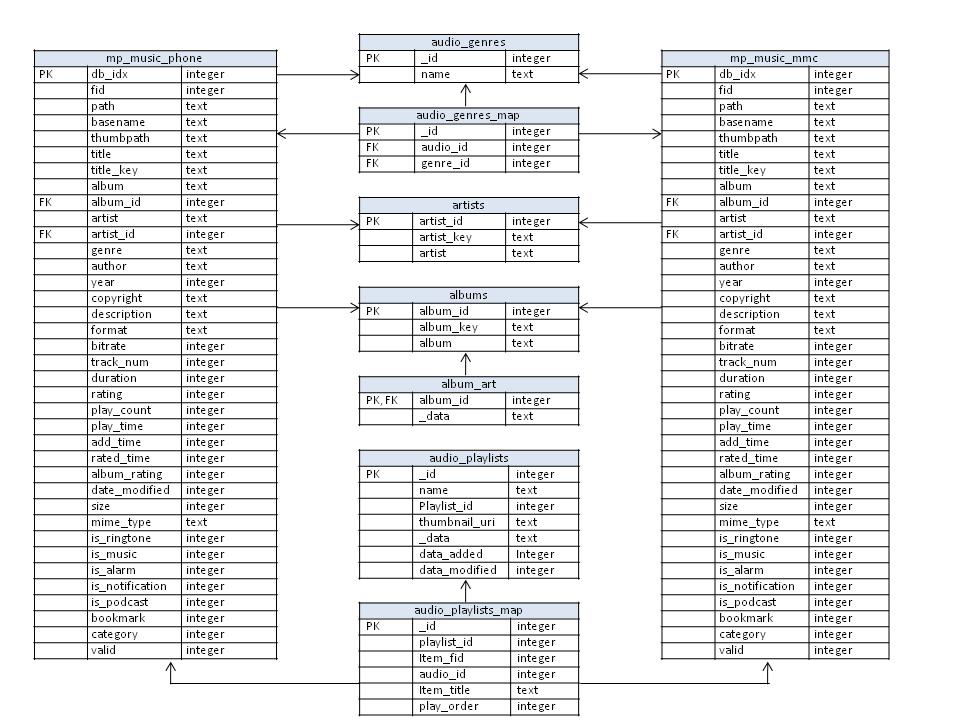 mp_music_phone
PK db_idx integer
fid integer
path text
basename text
thumbpath text
title text
title_key text
album text
FK album_id integer
artist text
FK artist_id integer
genre text
author text
year integer
copyright text
description text
format text
bitrate integer
track_num integer
duration integer
rating integer
play_count integer
play_time integer
add_time integer
rated_time integer
album_rating integer
date_modified integer
size integer
mime_type text
is_ringtone integer
is_music integer
is_alarm integer
is_notification integer
is_podcast integer
bookmark integer
category integer
valid integer
audio_genres
PK _id integer
name text
audio_genres_map
PK _id integer
FK audio_id integer
FK genre_id integer
artists
PK artist_id integer
artist_key text
artist text
albums
PK album_id integer
album_key text
album text
album_art
PK, FK album_id integer
_data text
audio_playlists
PK _id integer
name text
Playlist_id integer
thumbnail_uri text
_data text
data_added Integer
data_modified integer
audio_playlists_map
PK _id integer
playlist_id integer
Item_fid integer
audio_id integer
Item_title text
play_order integer
mp_music_mmc
PK db_idx integer
fid integer
path text
basename text
thumbpath text
title text
title_key text
album text
FK album_id integer
artist text
FK artist_id integer
genre text
author text
year integer
copyright text
description text
format text
bitrate integer
track_num integer
duration integer
rating integer
play_count integer
play_time integer
add_time integer
rated_time integer
album_rating integer
date_modified integer
size integer
mime_type text
is_ringtone integer
is_music integer
is_alarm integer
is_notification integer
is_podcast integer
bookmark integer
category integer
valid integer